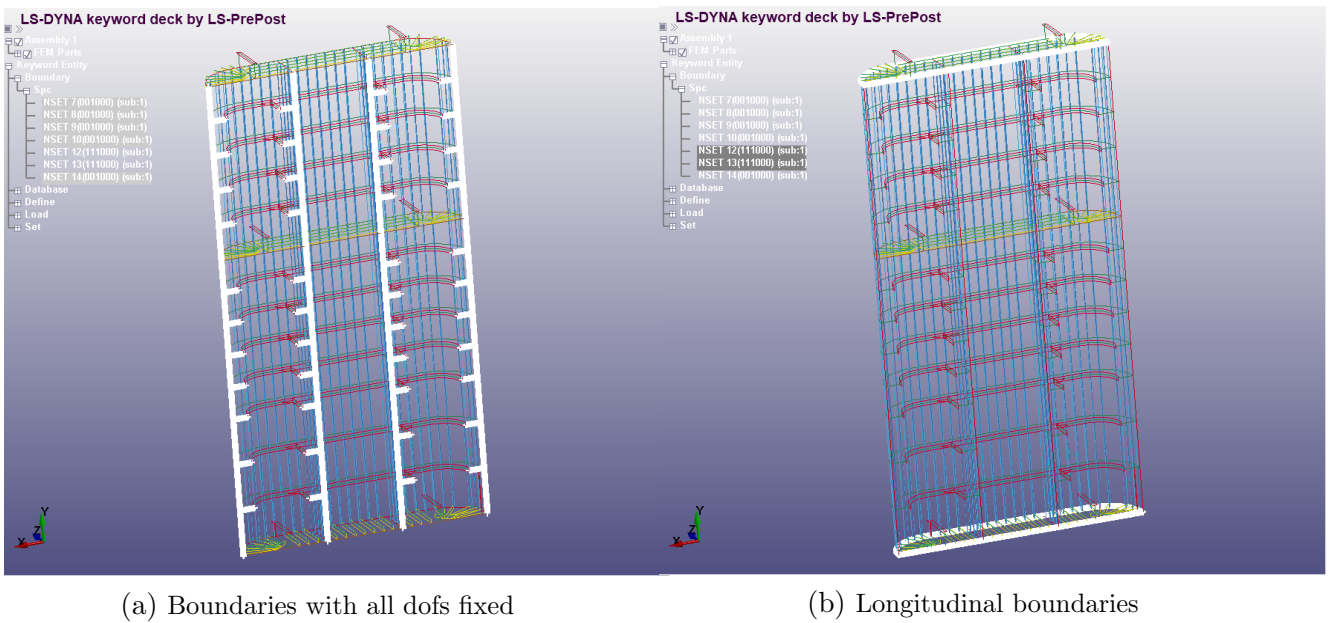 LS-DYNA keyword deck by LS-PrePost
Assembly 1
FEM Parts
Keyword Entity
Boundary
Spc
NSET 7(001000) (sub:1)
NSET 8(001000) (sub:1)
NSET 9(001000) (sub:1)
NSET 10(001000) (sub:1)
NSET 12(111000) (sub:1)
NSET 13(111000) (sub:1)
NSET 14(001000) (sub:1)
Database
Define
Load
Set
X
Z
Y
(a) Boundaries with all dofs fixed
LS-DYNA keyword deck by LS-PrePost
Assembly 1
FEM Parts
Keyword Entity
Boundary
Spc
NSET 7(001000) (sub:1)
NSET 8(001000) (sub:1)
NSET 9(001000) (sub:1)
NSET 10(001000) (sub:1)
NSET 12(111000) (sub:1)
NSET 13(111000) (sub:1)
NSET 14(001000) (sub:1)
Database
Define
Load
Set
X
Z
Y
(b) Longitudinal boundaries